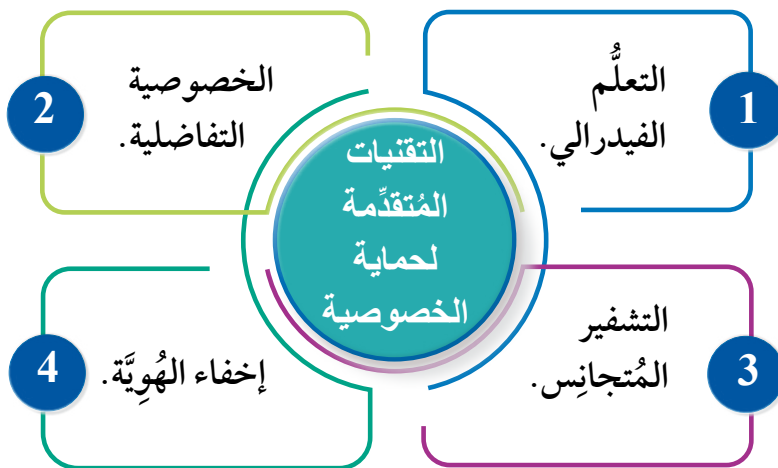 التقنيات
المُتقدِّمة
لحماية
الخصوصية
1
التعلُّم
الفيدرالي.
2
الخصوصية
التفاضلية.
3
التشفير
المُتجانِس.
4
إخفاء الهُوِيَّة.